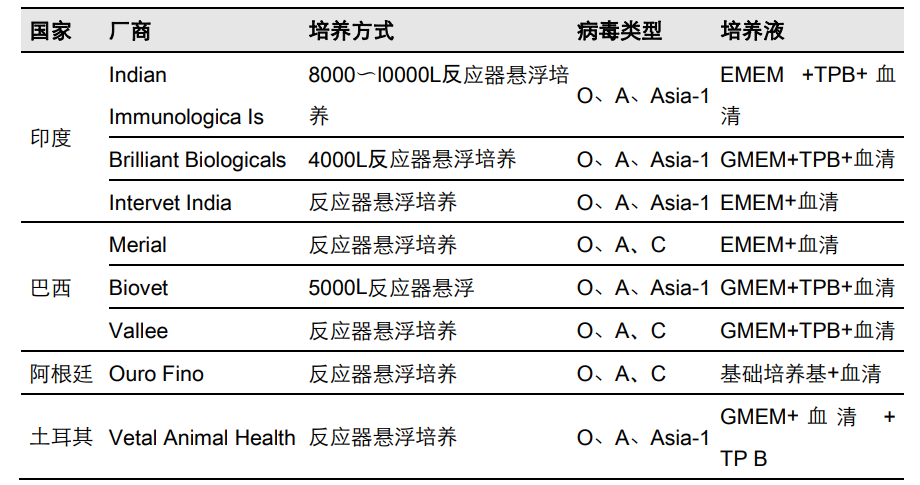 国家 厂商 培养方式 病毒类型 培养液
印度 Indian Immunologica Is 8000～l0000L反应器悬浮培养 O、A、Asia-1 EMEM +TPB+ 血清
Brilliant Biologicals 4000L反应器悬浮培养 O、A、Asia-1 GMEM+TPB+血清
Intervet India 反应器悬浮培养 O、A、Asia-1 EMEM+血清
巴西 Merial 反应器悬浮培养 O、A、C EMEM+血清
Biovet 5000L反应器悬浮 O、A、Asia-1 GMEM+TPB+血清
Vallee 反应器悬浮培养 O、A、C GMEM+TPB+血清
阿根廷 Ouro Fino 反应器悬浮培养 O、A、C 基础培养基+血清
土耳其 Vetal Animal Health 反应器悬浮培养 O、A、Asia-1 GMEM+ 血 清 + TP B